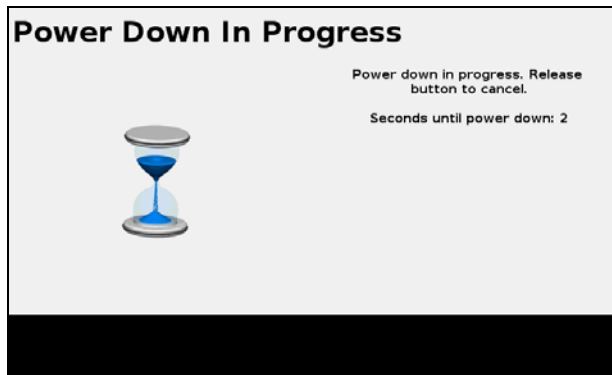 Power Down In Progress
Power down in progress. Release
button to cancel.
Seconds until power down: 2